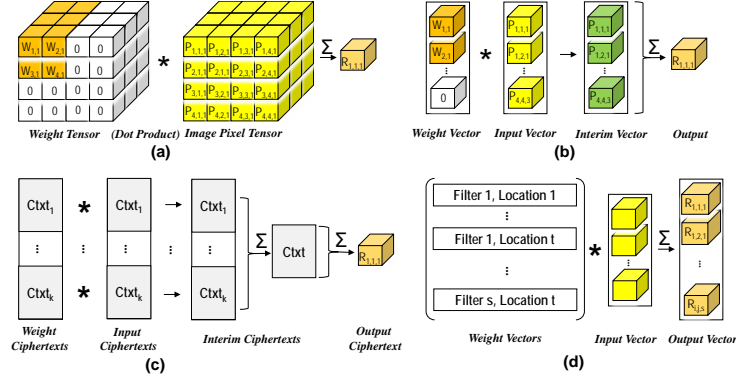 W1,1 W2,1 0 0
W3,1 W4,1 0 0
0 0 0 0
0 0 0 0
*
P1,1,1 P1,2,1 P1,3,1 P1,4,1
P2,1,1 P2,2,1 P2,3,1 P2,4,1
P3,1,1 P3,2,1 P3,3,1 P3,4,1
P4,1,1 P4,2,1 P4,3,1 P4,4,1
Σ
R1,1,1
Weight Tensor (Dot Product) Image Pixel Tensor
(a)
W1,1 P1,1,1 P1,1,1
W2,1 * P1,2,1 P1,2,1 Σ R1,1,1
0 P4,4,3 P4,4,3
Weight Vector Input Vector Interim Vector Output
(b)
Ctxt1 * Ctxt1 Ctxt1
Σ Ctxt Σ R1,1,1
Ctxtk * Ctxtk Ctxtk
Weight Ciphertexts
Input Ciphertexts
Interim Ciphertexts
Output Ciphertext
(c)
Filter 1, Location 1
Filter 1, Location t
Filter s, Location t
*
Σ
R1,1,1
R1,2,1
Ri,j,s
Weight Vectors Input Vector Output Vector
(d)